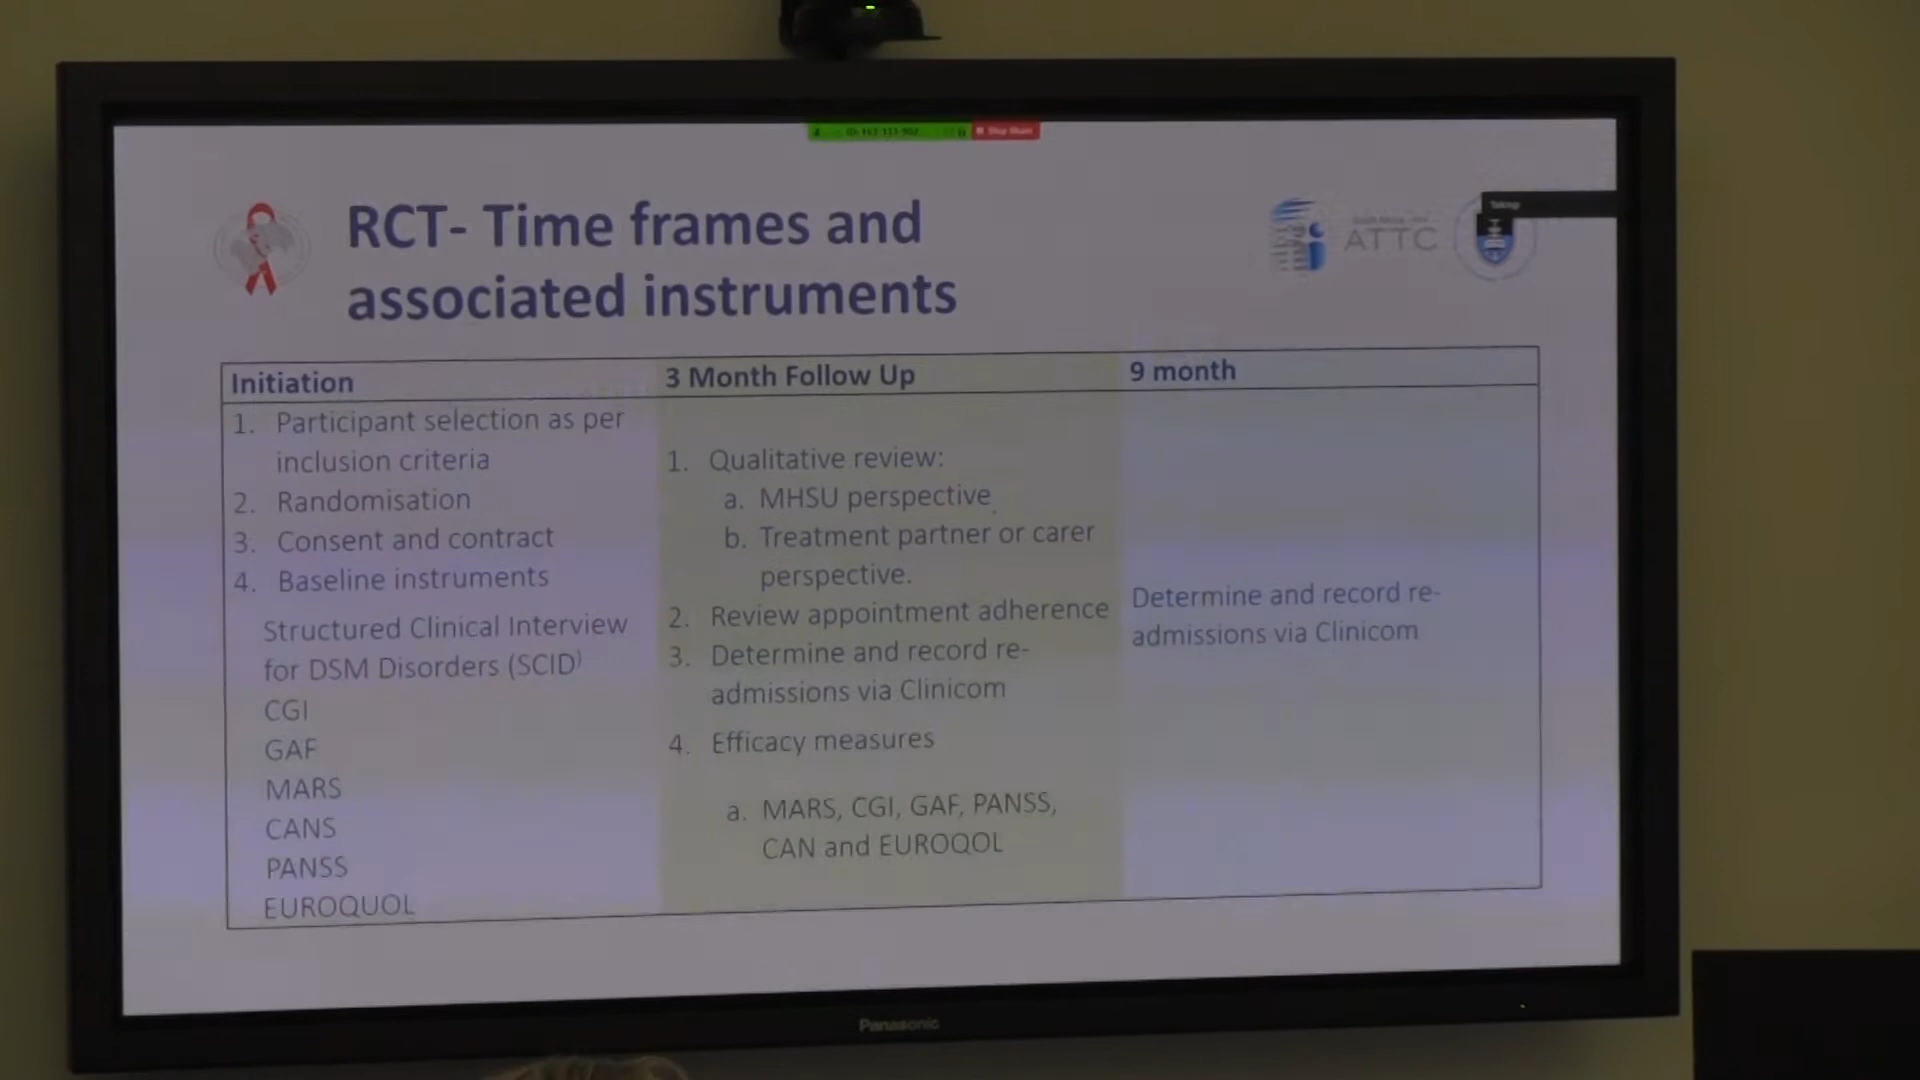 Stop Share
RCT- Time frames and
associated instruments
ATTC
Talking:
Initiation
1. Participant selection as per
inclusion criteria
2. Randomisation
3. Consent and contract
4. Baseline instruments
Structured Clinical Interview
for DSM Disorders (SCID)
CGI
GAF
MARS
CANS
PANSS
EUROQUOL
3 Month Follow Up
1. Qualitative review:
a. MHSU perspective
b. Treatment partner or carer
perspective.
2. Review appointment adherence
3. Determine and record re-
admissions via Clinicom
4. Efficacy measures
a. MARS, CGI, GAF, PANSS,
CAN and EUROQOL
9 month
Determine and record re-
admissions via Clinicom
Panasonic